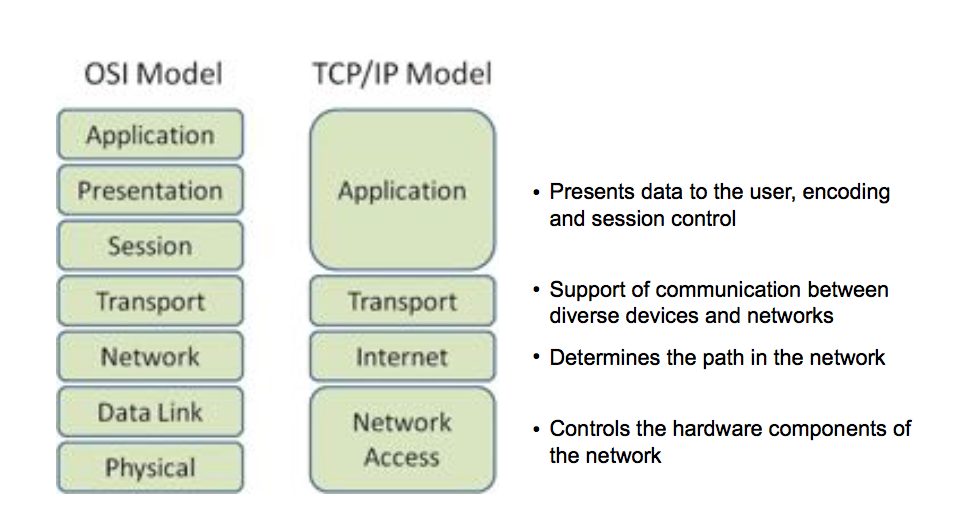 OSI Model
TCP/IP Model
Application
Presentation
Session
Transport
Network
Data Link
Physical
Application
Transport
Internet
Network
Access
• Presents data to the user, encoding
and session control
• Support of communication between
diverse devices and networks
• Determines the path in the network
• Controls the hardware components of
the network